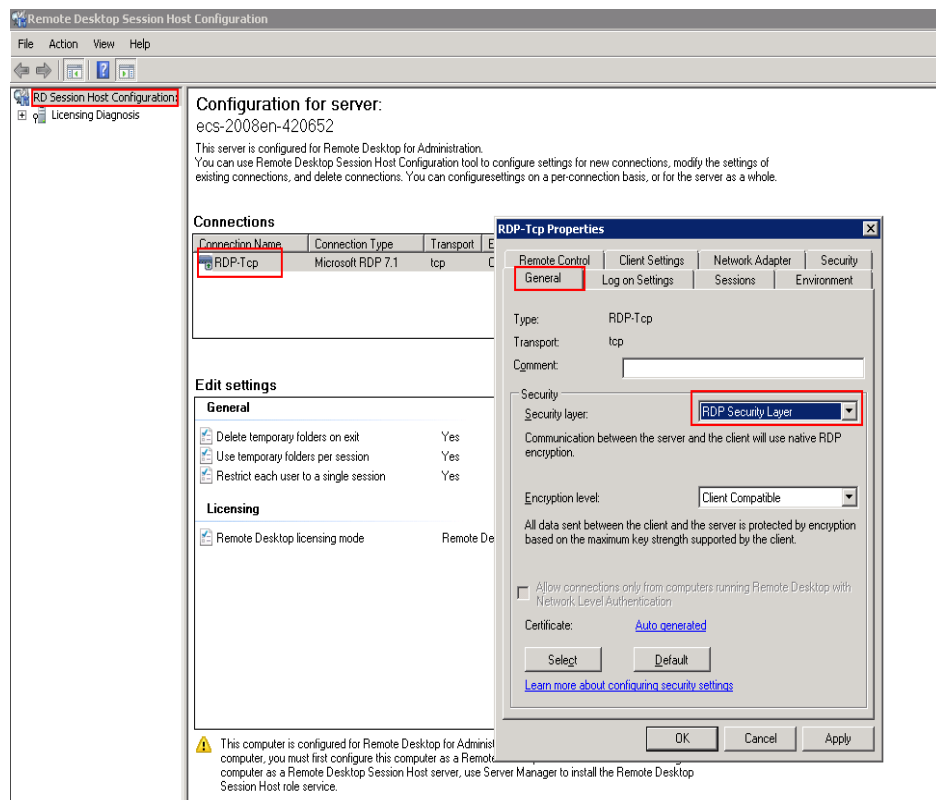 Remote Desktop Session Host Configuration
File Action View Help
RD Session Host Configuration:
Licensing Diagnosis
Configuration for server:
ecs-2008en-420652
This server is configured for Remote Desktop for Administration.
You can use Remote Desktop Session Host Configuration tool to configure settings for new connections, modify the settings of
existing connections, and delete connections. You can configuresettings on a per-connection basis, or for the server as a whole.
Connections
Connection Name Connection Type Transport E
RDP-Tcp Microsoft RDP 7.1 tcp C
Edit settings
General
Delete temporary folders on exit Yes
Use temporary folders per session Yes
Restrict each user to a single session Yes
Licensing
Remote Desktop licensing mode Remote De
This computer is configured for Remote Desktop for Administ
computer, you must first configure this computer as a Remote
computer as a Remote Desktop Session Host server, use Server Manager to install the Remote Desktop
Session Host role service.
RDP-Tcp Properties
Remote Control Client Settings Network Adapter Security
General Log on Settings Sessions Environment
Type: RDP-Tcp
Transport: tcp
Comment:
Security
Security layer: RDP Security Layer
Communication between the server and the client will use native RDP
encryption.
Encryption level: Client Compatible
All data sent between the client and the server is protected by encryption
based on the maximum key strength supported by the client.
Allow connections only from computers running Remote Desktop with
Network Level Authentication
Certificate: Auto generated
Select Default
Learn more about configuring security settings
OK Cancel Apply